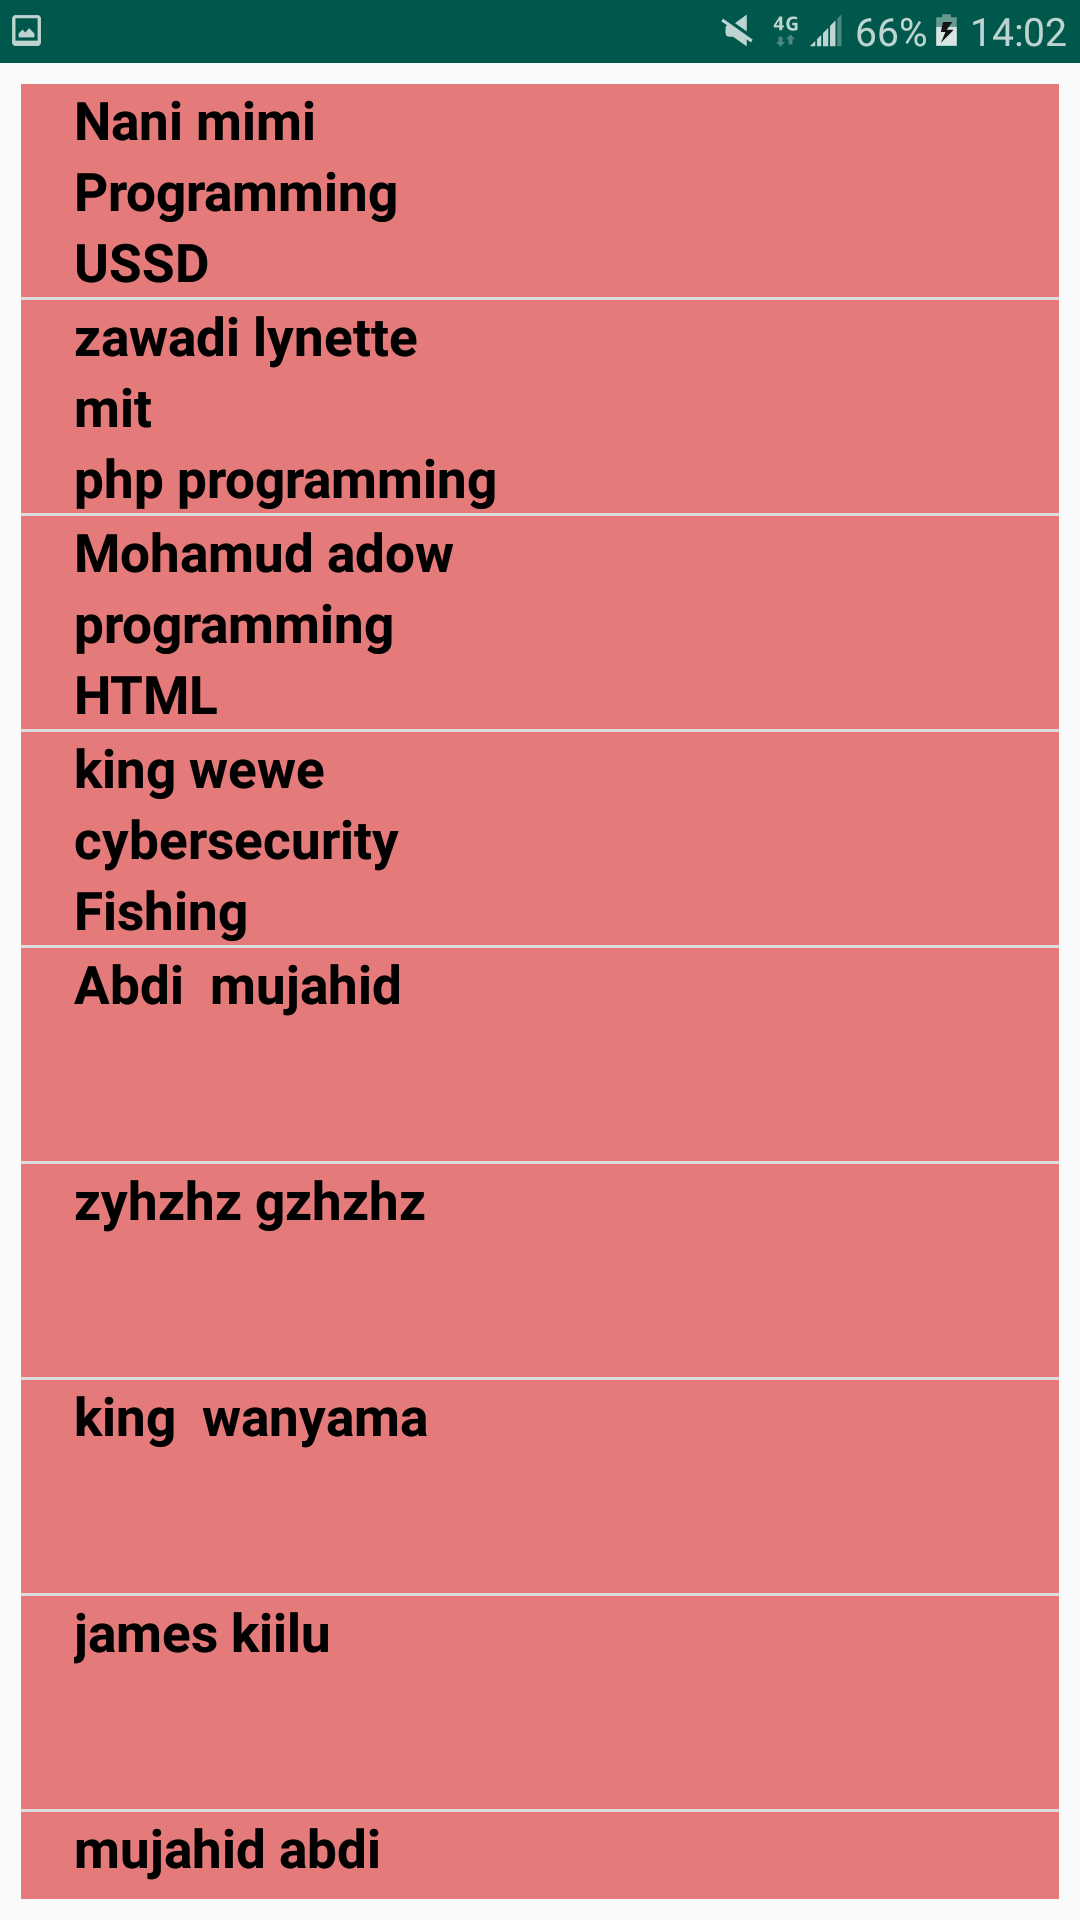 4G 66% 14:02
Nani mimi
Programming
USSD
zawadi lynette
mit
php programming
Mohamud adow
programming
HTML
king wewe
cybersecurity
Fishing
Abdi  mujahid
zyhzhz gzhzhz
king  wanyama
james kiilu
mujahid abdi